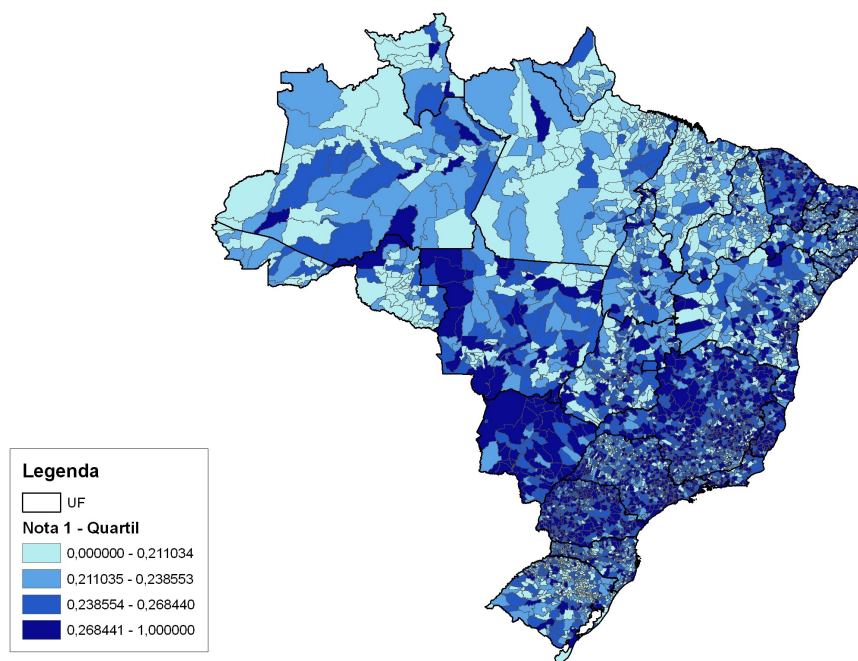 Legenda
UF
Nota 1 - Quartil
0,000000 - 0,211034
0,211035 - 0,238553
0,238554 - 0,268440
0,268441 - 1,000000